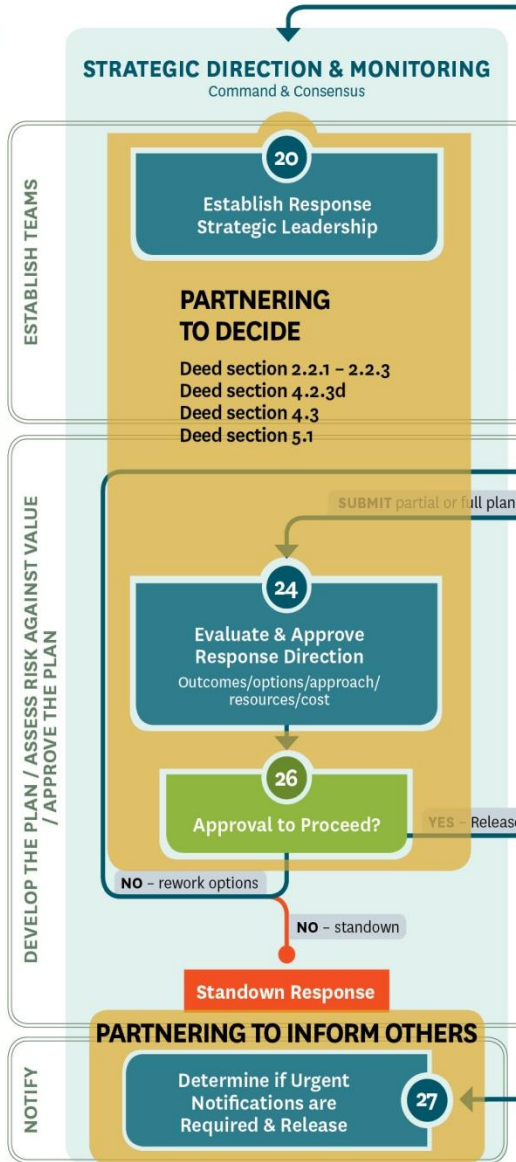 STRATEGIC DIRECTION & MONITORING
Command & Consensus
ESTABLISH TEAMS
20
Establish Response
Strategic Leadership
PARTNERING
TO DECIDE
Deed section 2.2.1 – 2.2.3
Deed section 4.2.3d
Deed section 4.3
Deed section 5.1
DEVELOP THE PLAN / ASSESS RISK AGAINST VALUE
/ APPROVE THE PLAN
SUBMIT partial or full plan
24
Evaluate & Approve
Response Direction
Outcomes/options/approach/
resources/cost
26
Approval to Proceed?
YES – Release
NO – rework options
NO – standown
Standown Response
PARTNERING TO INFORM OTHERS
NOTIFY
Determine if Urgent
Notifications are
Required & Release
27